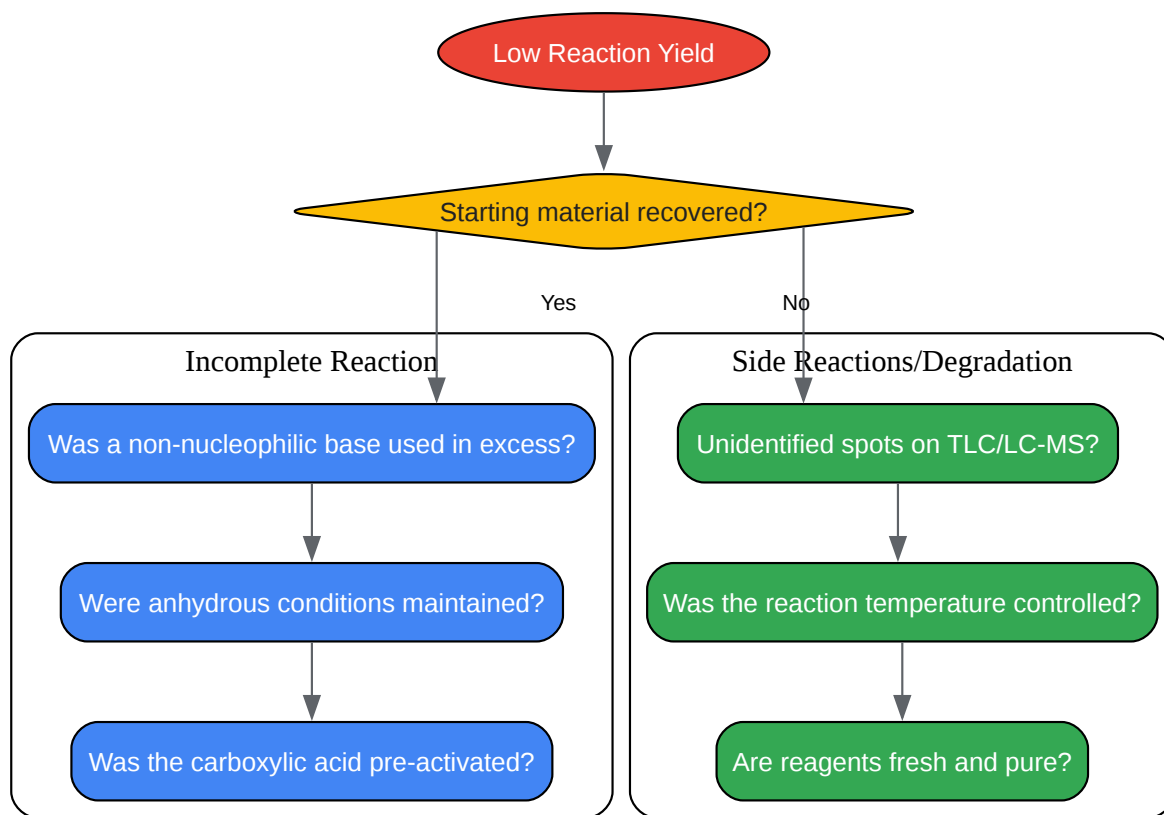 Low Reaction Yield
Starting material recovered?
Yes
No
Incomplete Reaction
Was a non-nucleophilic base used in excess?
Were anhydrous conditions maintained?
Was the carboxylic acid pre-activated?
Side Reactions/Degradation
Unidentified spots on TLC/LC-MS?
Was the reaction temperature controlled?
Are reagents fresh and pure?